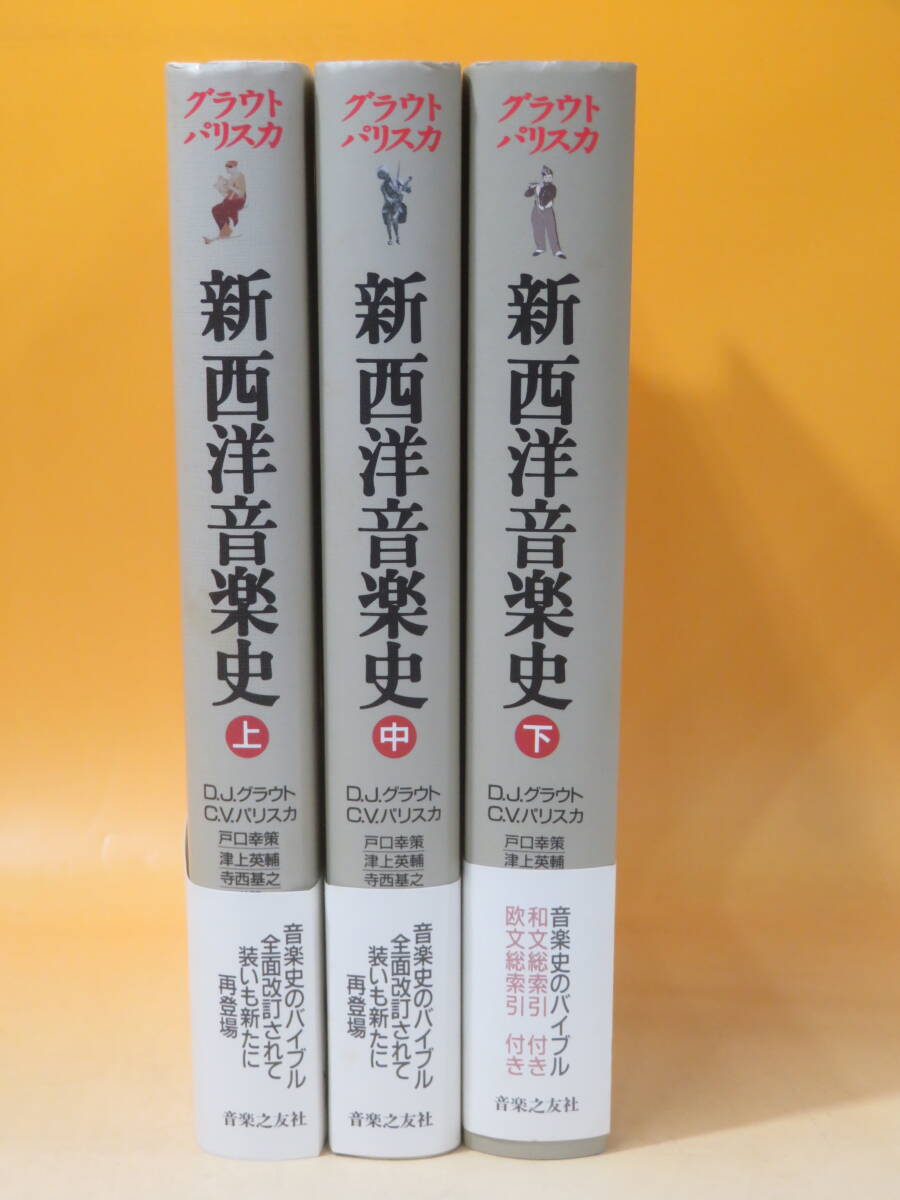 グラウト
パリスカ
新西洋音楽史
上
D.J.グラウト
C.V.パリスカ
戸口幸策
津上英輔
寺西基之
音楽史のバイブル
全面改訂されて
装いも新たに
再登場
音楽之友社
グラウト
パリスカ
新西洋音楽史
中
D.J.グラウト
C.V.パリスカ
戸口幸策
津上英輔
寺西基之
音楽史のバイブル
全面改訂されて
装いも新たに
再登場
音楽之友社
グラウト
パリスカ
新西洋音楽史
下
D.J.グラウト
C.V.パリスカ
戸口幸策
津上英輔
音楽史のバイブル
和文総索引 付き
欧文総索引 付き
音楽之友社